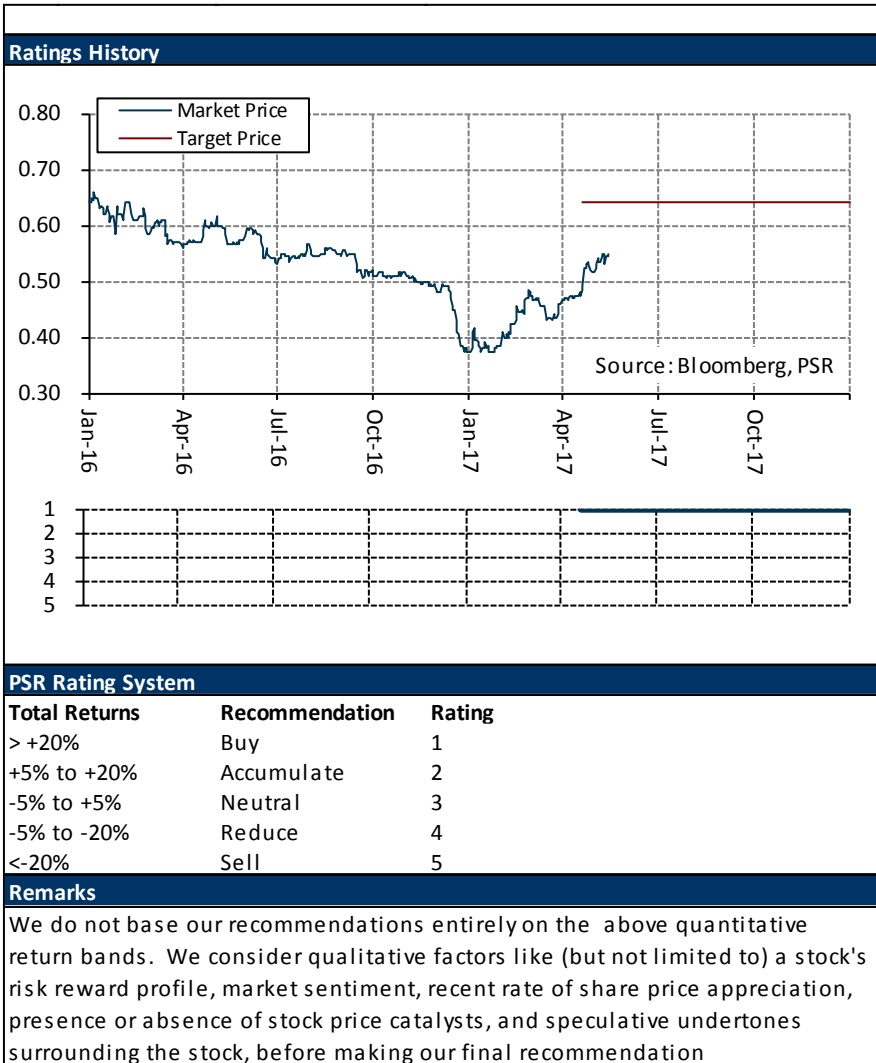 Ratings History
Market Price
Target Price
0.80
0.70
0.60
0.50
0.40
0.30
Source: Bloomberg, PSR
Jan-16
Apr-16
Jul-16
Oct-16
Jan-17
Apr-17
Jul-17
Oct-17
1
2
3
4
5
PSR Rating System
Total Returns Recommendation Rating
> +20% Buy 1
+5% to +20% Accumulate 2
-5% to +5% Neutral 3
-5% to -20% Reduce 4
<-20% Sell 5
Remarks
We do not base our recommendations entirely on the above quantitative
return bands. We consider qualitative factors like (but not limited to) a stock's
risk reward profile, market sentiment, recent rate of share price appreciation,
presence or absence of stock price catalysts, and speculative undertones
surrounding the stock, before making our final recommendation